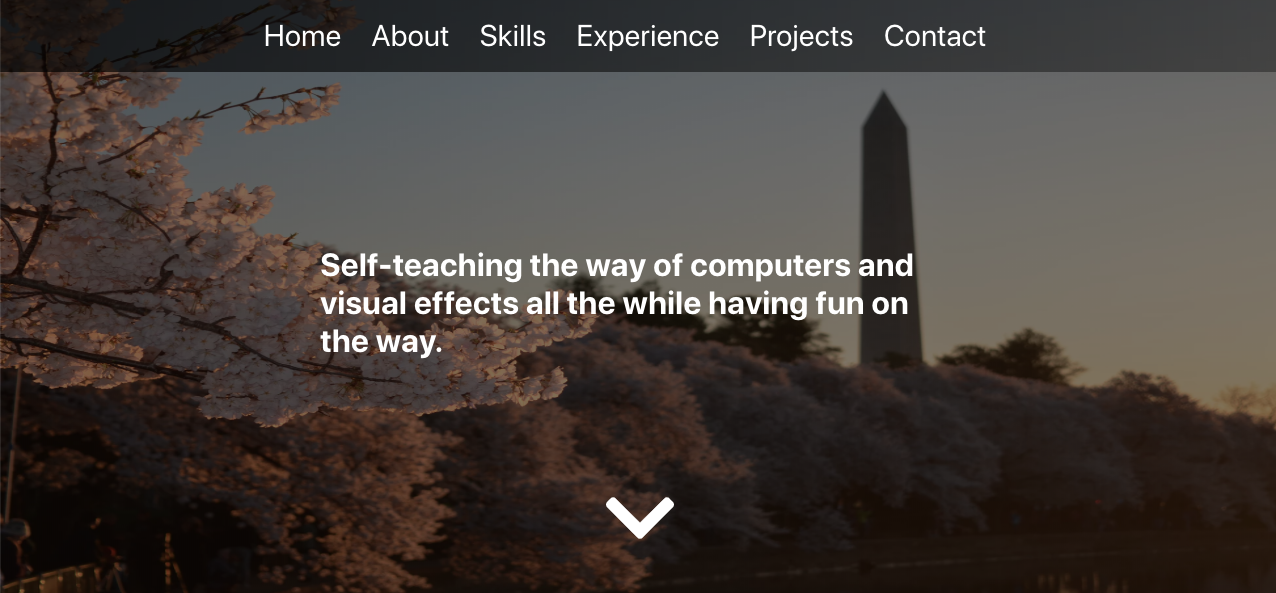 Home About Skills Experience Projects Contact
Self-teaching the way of computers and
visual effects all the while having fun on
the way.